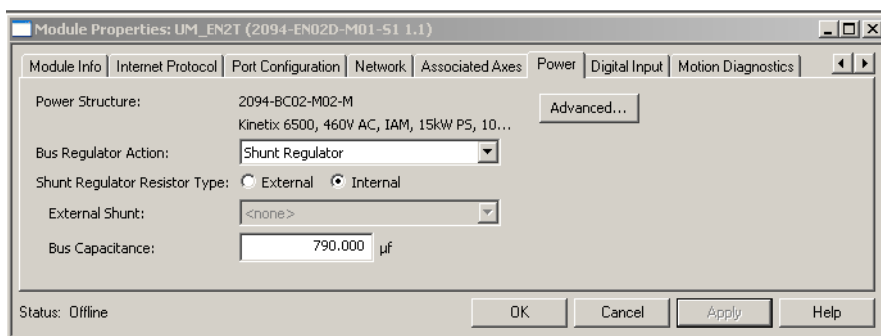 Module Properties: UM_EN2T (2094-EN02D-M01-S1 1.1)
Module Info Internet Protocol Port Configuration Network Associated Axes Power Digital Input Motion Diagnostics
Power Structure: 2094-BC02-M02-M Advanced...
Kinetix 6500, 460V AC, IAM, 15kW PS, 10...
Bus Regulator Action: Shunt Regulator
Shunt Regulator Resistor Type: External Internal
External Shunt: <none>
Bus Capacitance: 790.000 μf
Status: Offline OK Cancel Apply Help